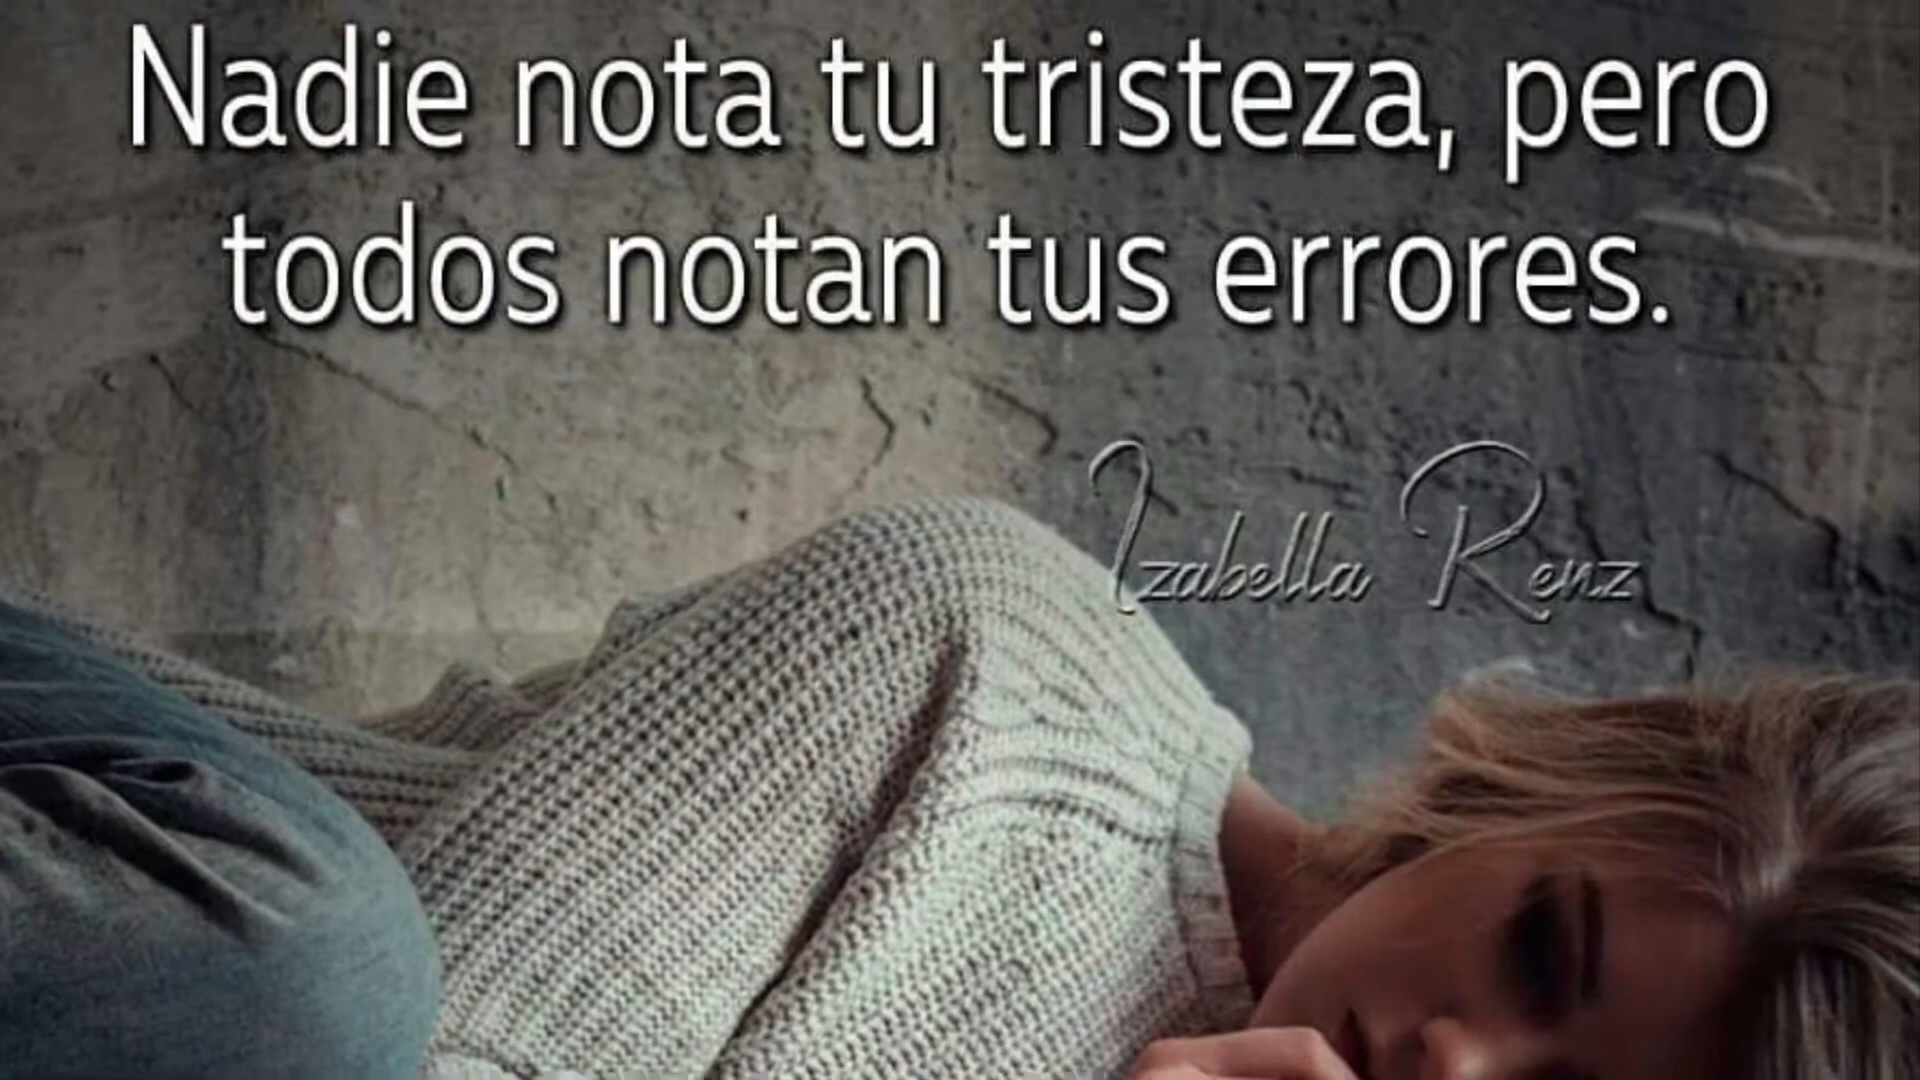 Nadie nota tu tristeza, pero
todos notan tus errores.
Izabella Renz